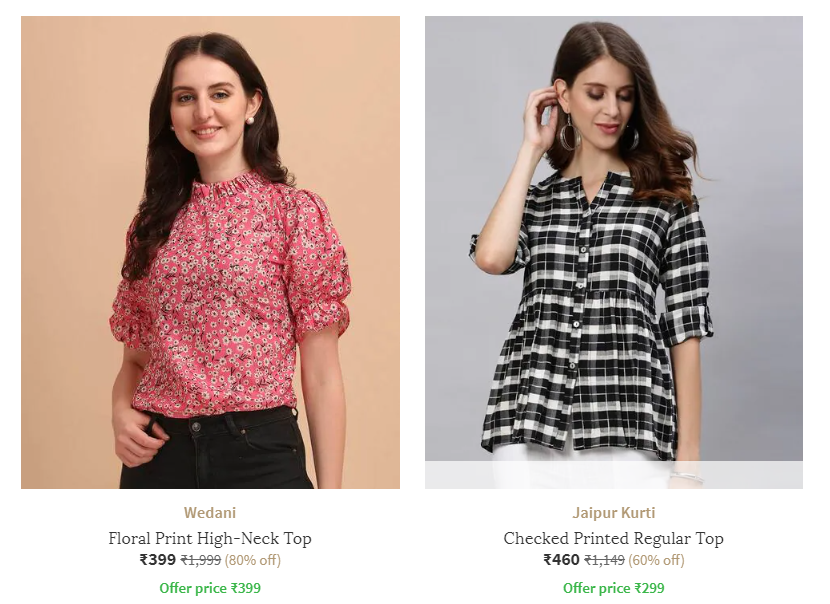 Wedani
Floral Print High-Neck Top
₹399 ₹1,999 (80% off)
Offer price ₹399
Jaipur Kurti
Checked Printed Regular Top
₹460 ₹1,149 (60% off)
Offer price ₹299